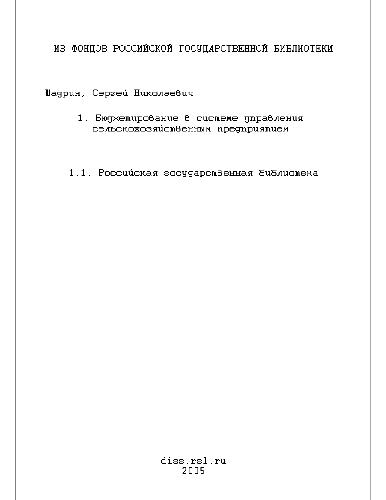 ИЗ ФОНДОВ РОССИЙСКОЙ ГОСУДАРСТВЕННОЙ БИБЛИОТЕКИ
Шадрин, Сергей Николаевич
1. Бюджетирование в системе управления
сельскохозяйственным предприятием
1.1. Российская государственная библиотека
diss.rsl.ru
2005